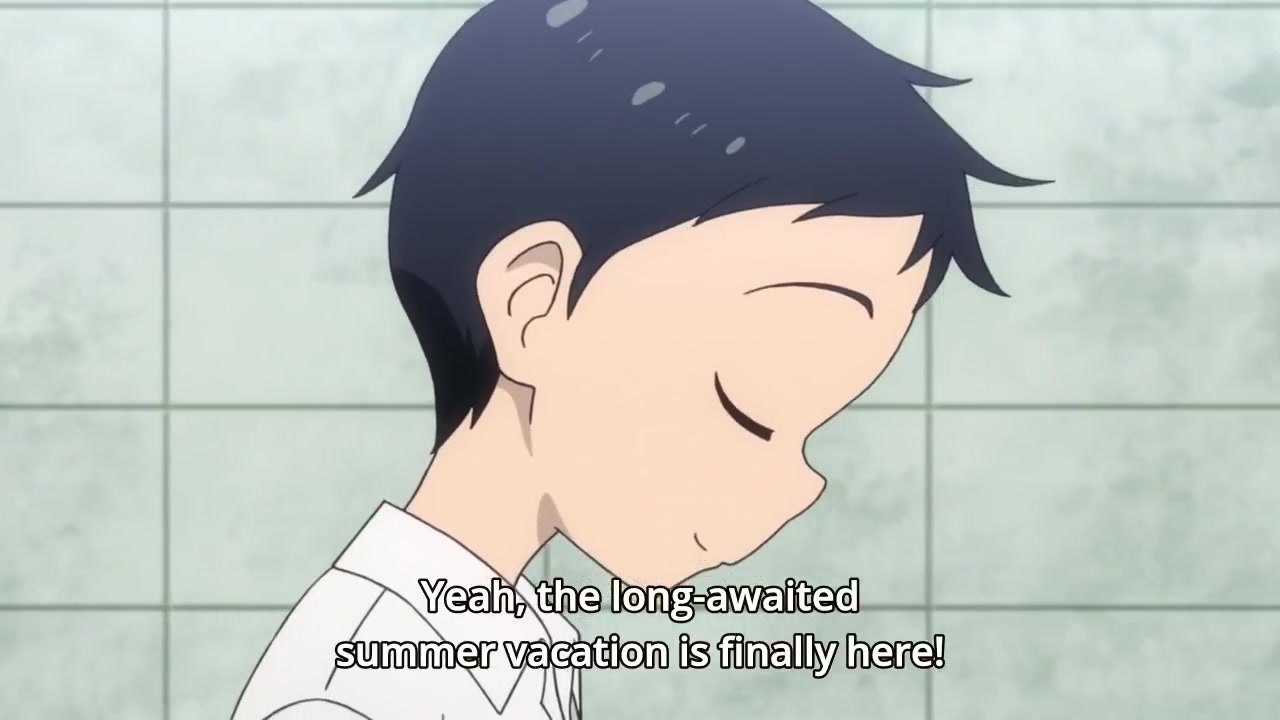 Yeah, the long-awaited
summer vacation is finally here!